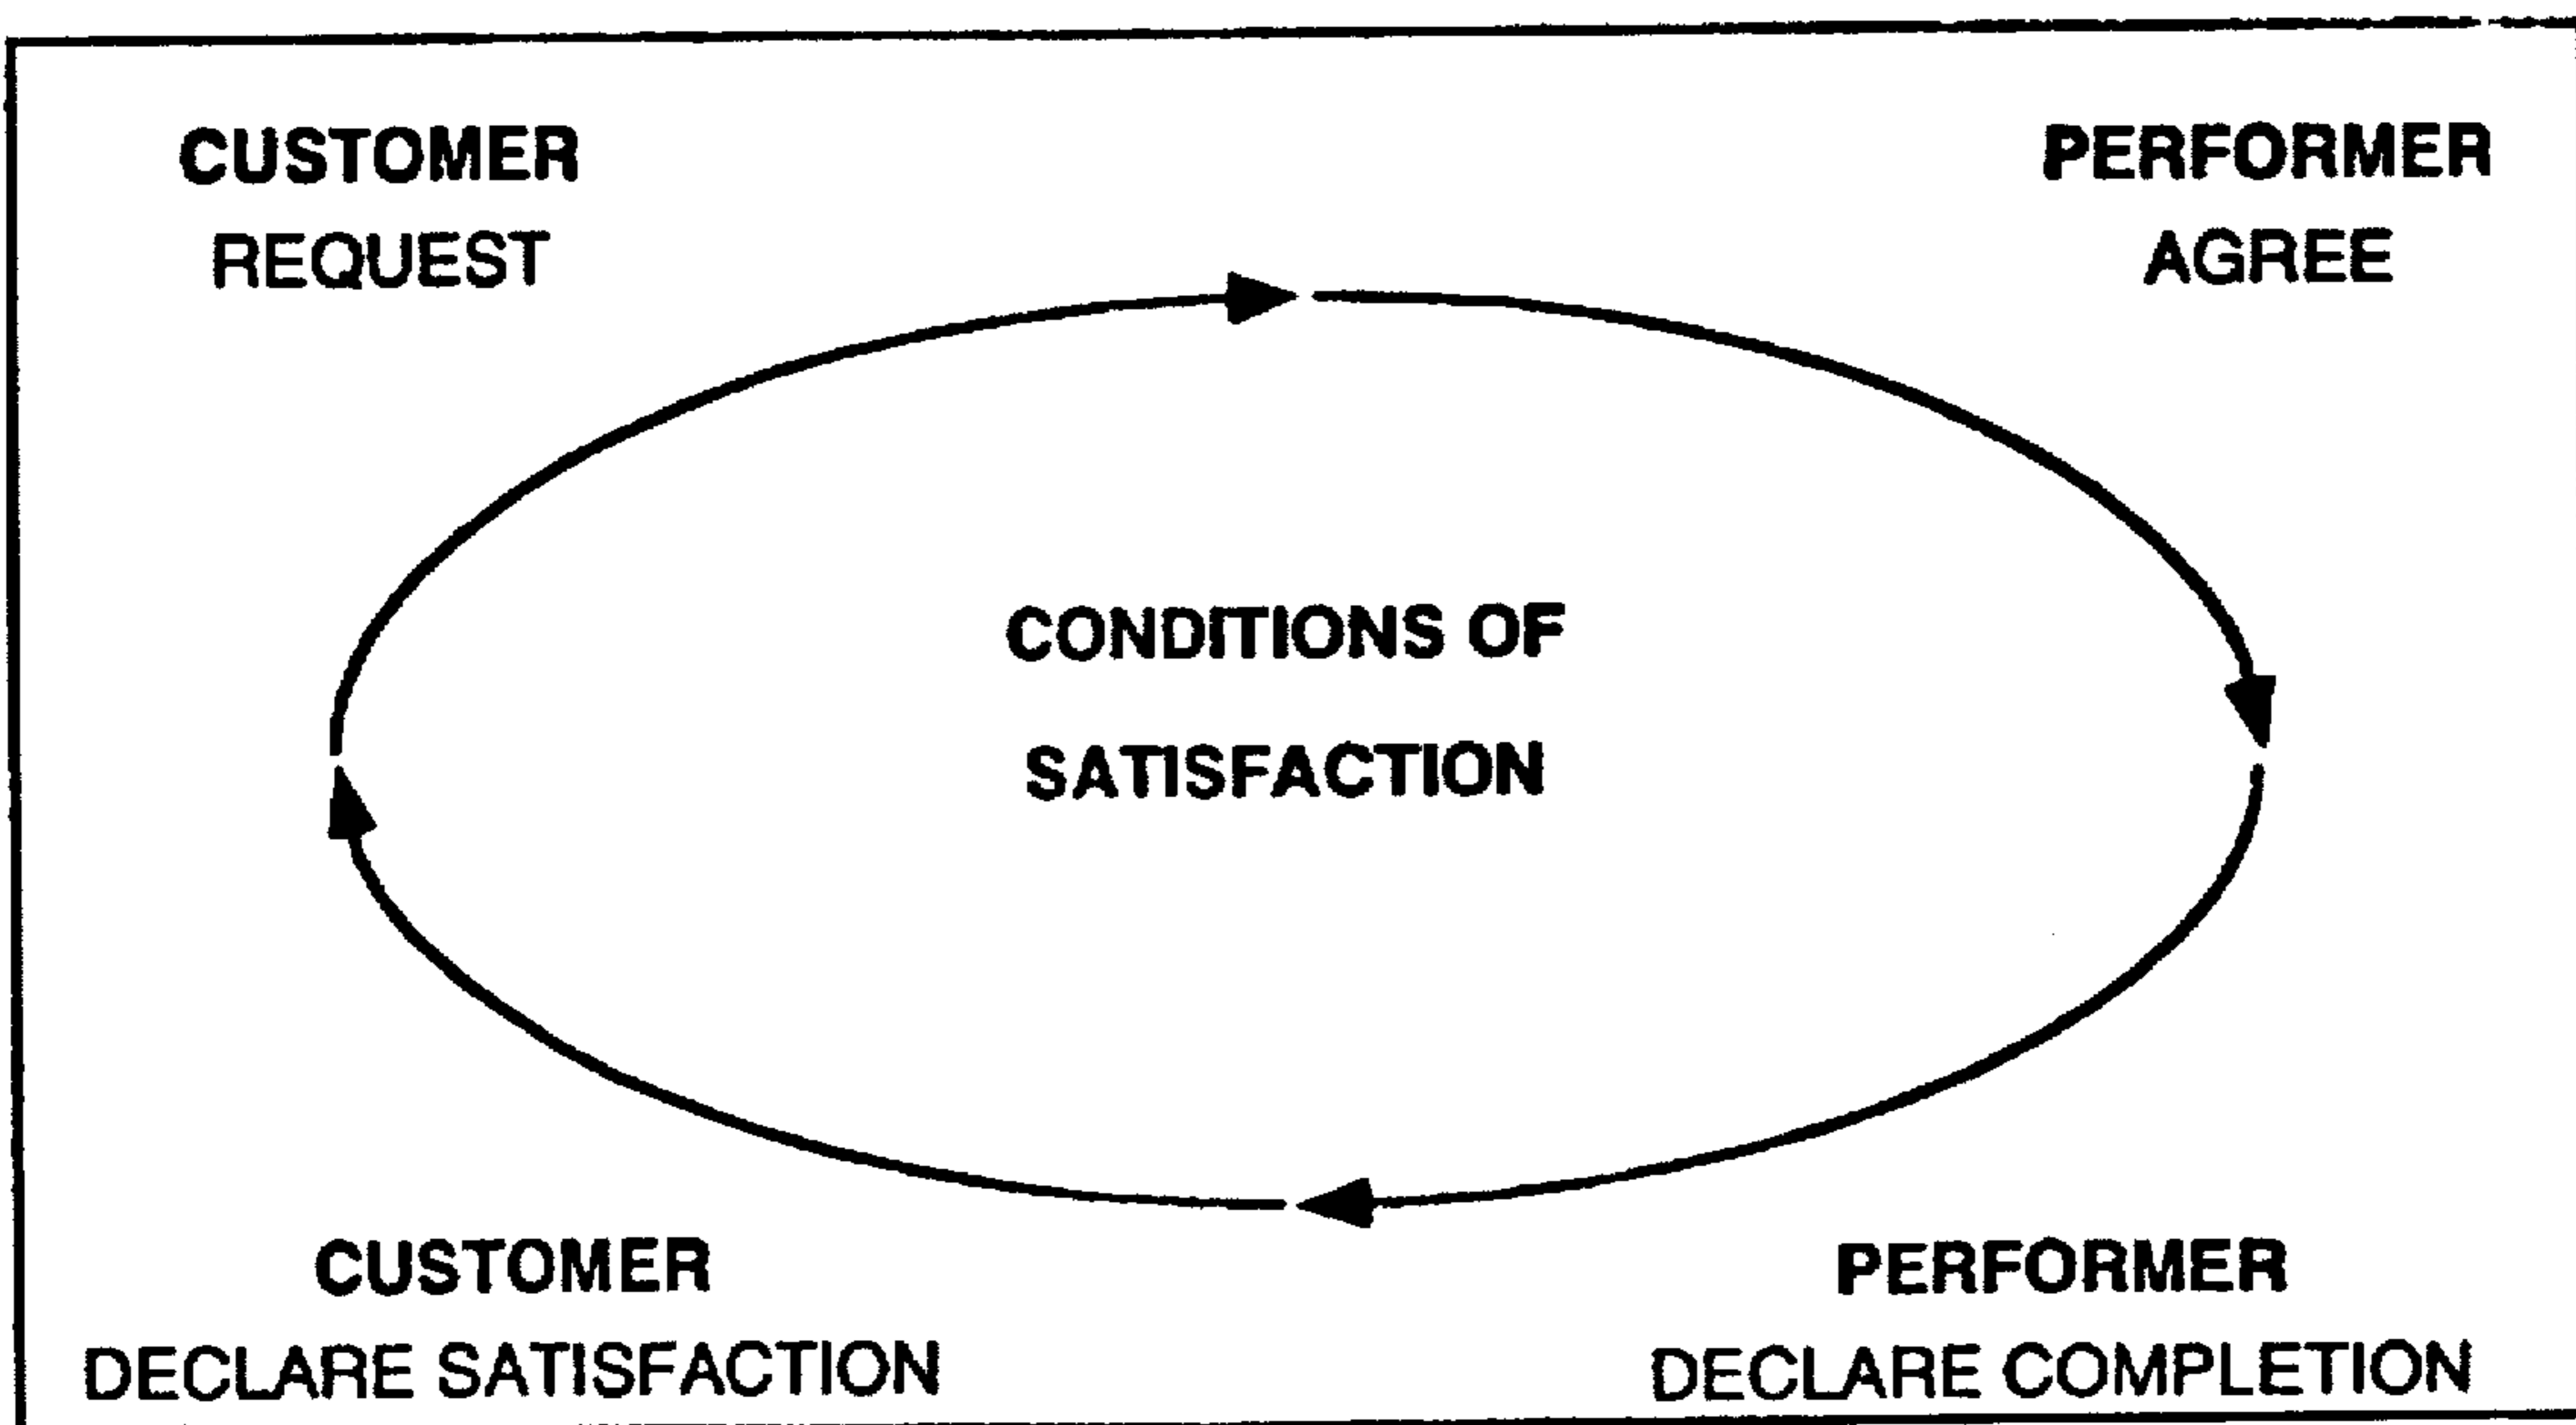 CUSTOMER
REQUEST
PERFORMER
AGREE
CONDITIONS OF
SATISFACTION
CUSTOMER
DECLARE SATISFACTION
PERFORMER
DECLARE COMPLETION